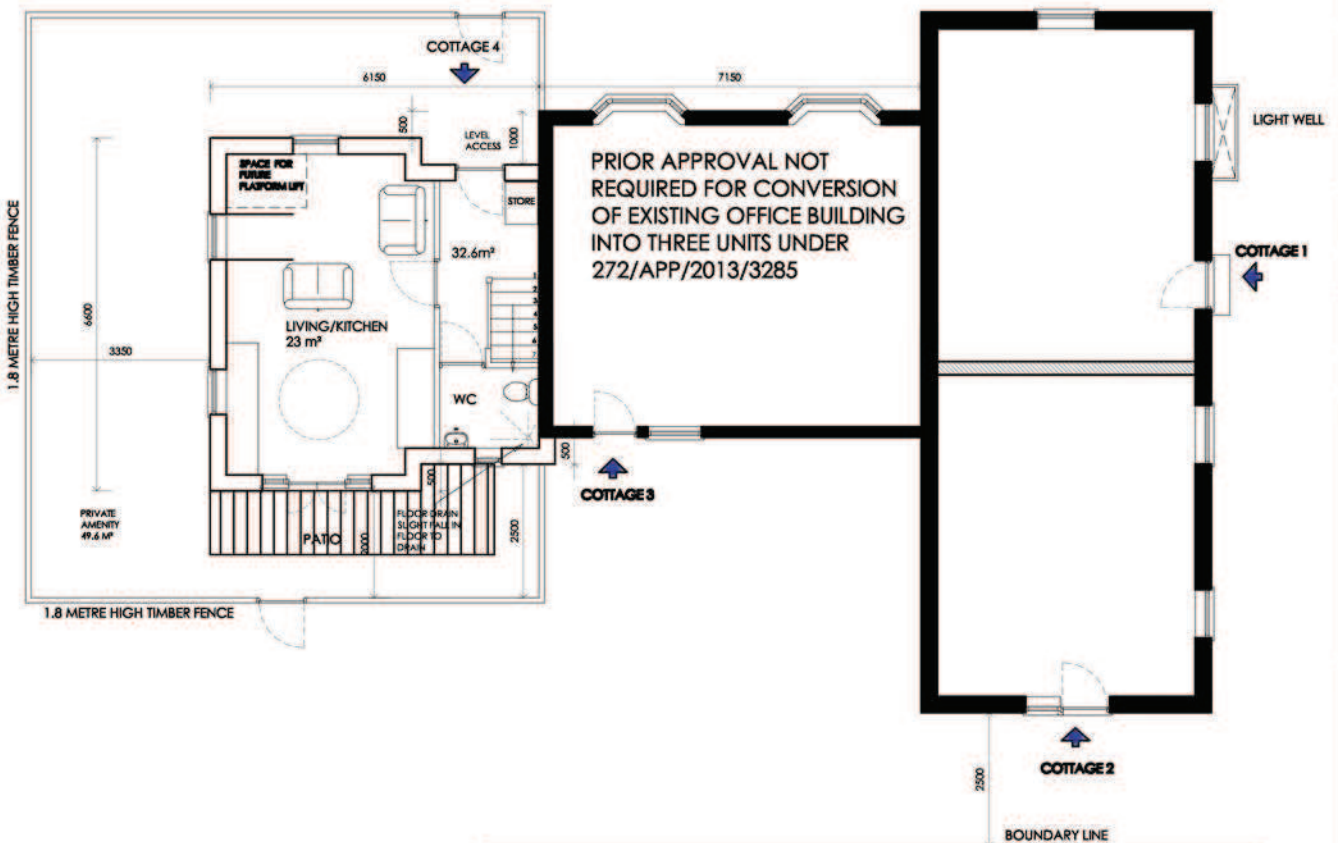 COTTAGE 4
6150
7150
500
LEVEL
ACCESS
1000
LIGHT WELL
SPACE FOR
FUTURE
PLATFORM LIFT
STORE
PRIOR APPROVAL NOT
REQUIRED FOR CONVERSION
OF EXISTING OFFICE BUILDING
INTO THREE UNITS UNDER
272/APP/2013/3285
32.6m²
COTTAGE 1
1.8 METRE HIGH TIMBER FENCE
6600
3350
1
2
3
4
5
6
7
LIVING/KITCHEN
23 m²
WC
500
500
COTTAGE 3
PRIVATE
AMENITY
49.6 M²
PATIO
2000
FLOOR DRAIN
SLIGHT FALL IN
FLOOR TO
DRAIN
2500
1.8 METRE HIGH TIMBER FENCE
COTTAGE 2
2500
BOUNDARY LINE